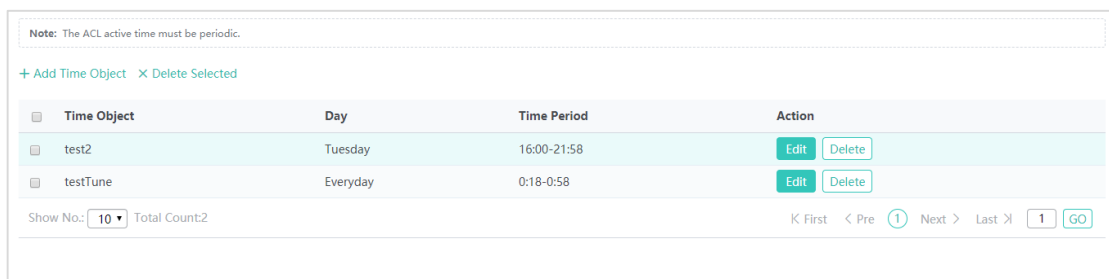 Note: The ACL active time must be periodic.
+ Add Time Object × Delete Selected
Time Object Day Time Period Action
test2 Tuesday 16:00-21:58 Edit Delete
testTune Everyday 0:18-0:58 Edit Delete
Show No.: 10 Total Count:2 First Pre 1 Next Last 1 GO